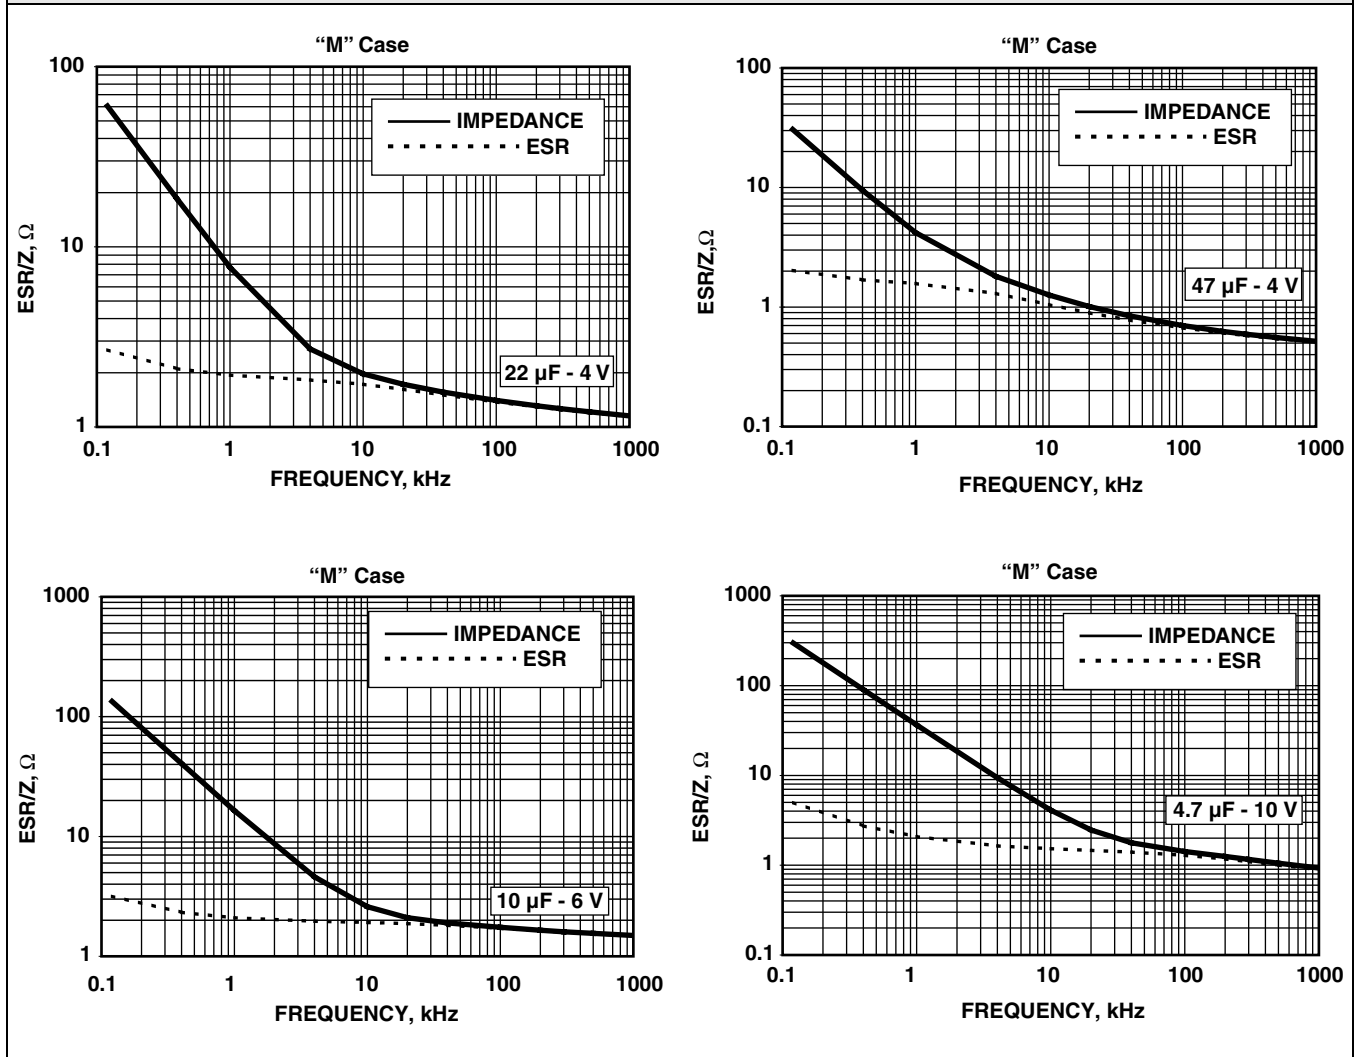 “M” Case
100
10
1
0.1
1
10
100
1000
ESR/Z, Ω
FREQUENCY, kHz
IMPEDANCE
ESR
22 µF - 4 V
“M” Case
100
10
1
0.1
0.1
1
10
100
1000
ESR/Z,Ω
FREQUENCY, kHz
IMPEDANCE
ESR
47 µF - 4 V
“M” Case
1000
100
10
1
0.1
1
10
100
1000
ESR/Z, Ω
FREQUENCY, kHz
IMPEDANCE
ESR
10 µF - 6 V
“M” Case
1000
100
10
1
0.1
0.1
1
10
100
1000
ESR/Z, Ω
FREQUENCY, kHz
IMPEDANCE
ESR
4.7 µF - 10 V